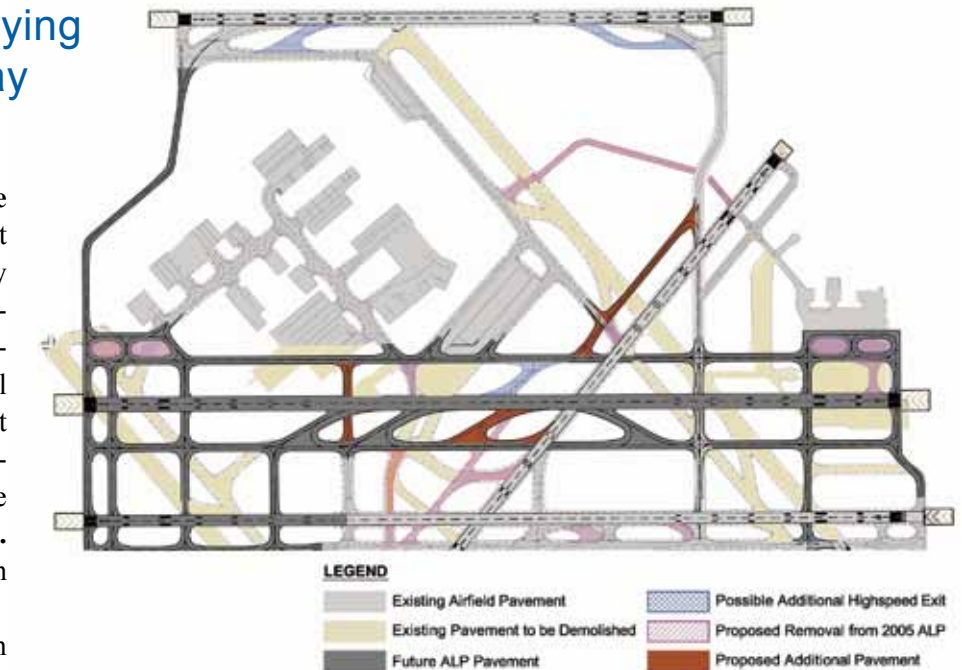 ying
ay
e
t
y
-
-
l
t
-
e
.
n
n
LEGEND
Existing Airfield Pavement
Existing Pavement to be Demolished
Future ALP Pavement
Possible Additional Highspeed Exit
Proposed Removal from 2005 ALP
Proposed Additional Pavement